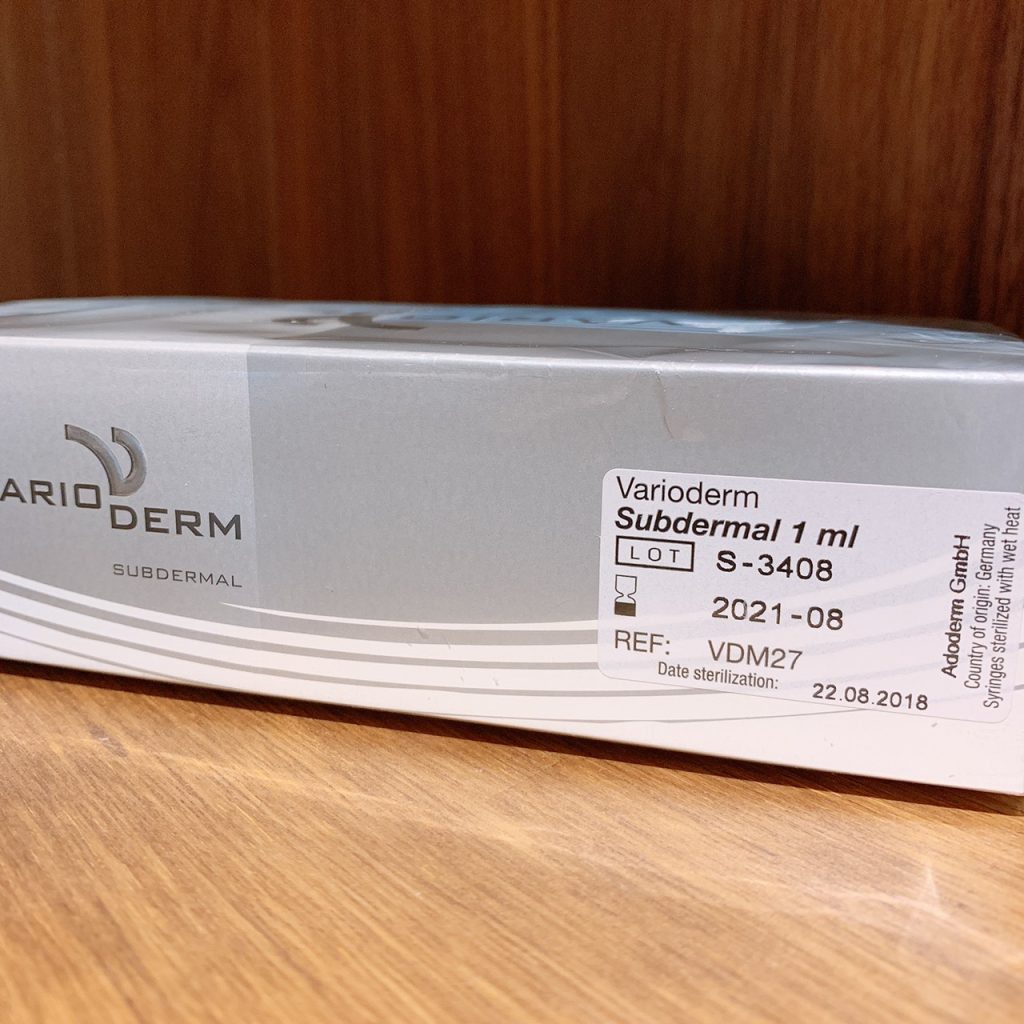 ARIO
DERM
SUBDERMAL
Varioderm
Subdermal 1 ml
LOT S-3408
2021-08
REF: VDM27
Date sterilization: 22.08.2018
Adoderm GmbH
Country of origin: Germany
Syringes sterilized with wet heat